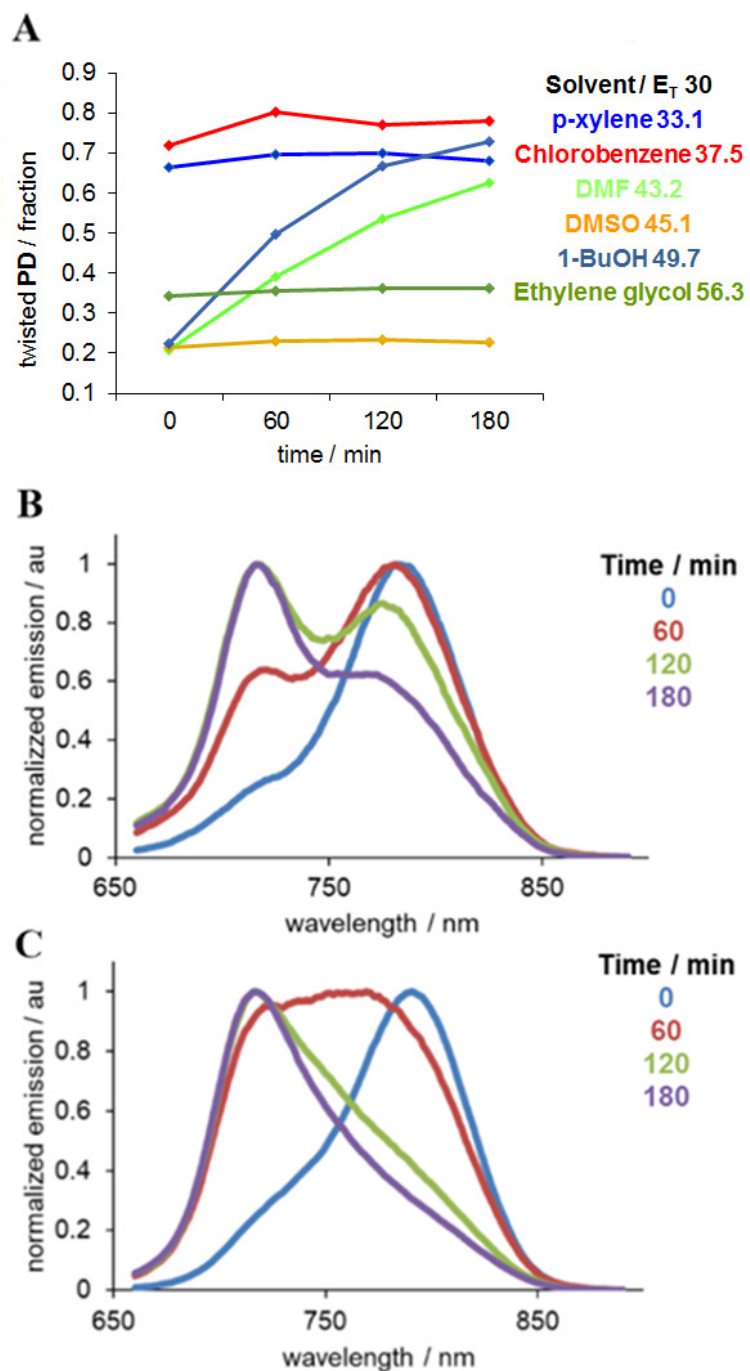 A
0.9
0.8
0.7
0.6
0.5
0.4
0.3
0.2
0.1
twisted PD / fraction
0 60 120 180
time / min
Solvent / E_T 30
p-xylene 33.1
Chlorobenzene 37.5
DMF 43.2
DMSO 45.1
1-BuOH 49.7
Ethylene glycol 56.3
B
normalizzed emission / au
1
0.8
0.6
0.4
0.2
0
650 750 850
wavelength / nm
Time / min
0
60
120
180
C
normalized emission / au
1
0.8
0.6
0.4
0.2
0
650 750 850
wavelength / nm
Time / min
0
60
120
180